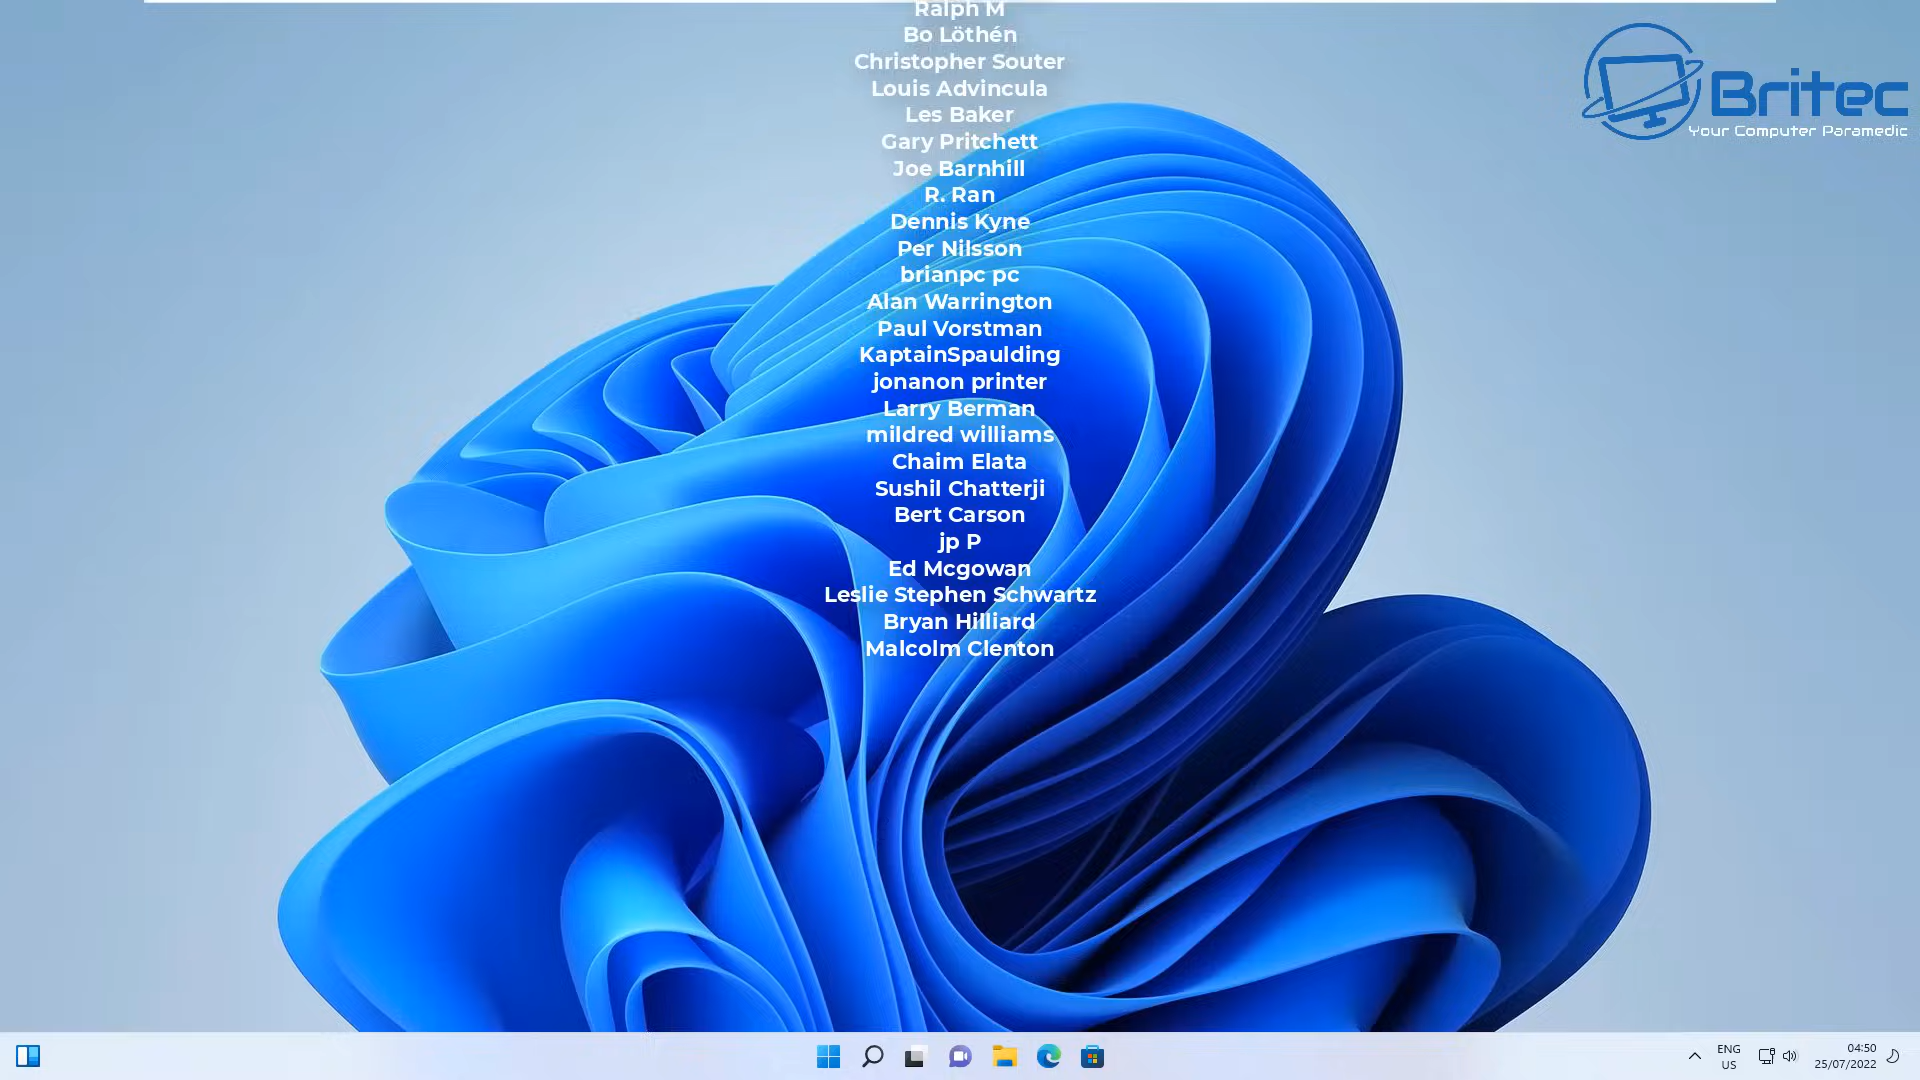 Ralph M
Bo Löthén
Christopher Souter
Louis Advincula
Les Baker
Gary Pritchett
Joe Barnhill
R. Ran
Dennis Kyne
Per Nilsson
brianpc pc
Alan Warrington
Paul Vorstman
KaptainSpaulding
jonanon printer
Larry Berman
mildred williams
Chaim Elata
Sushil Chatterji
Bert Carson
jp P
Ed Mcgowan
Leslie Stephen Schwartz
Bryan Hilliard
Malcolm Clenton
Britec
Your Computer Paramedic
ENG
US
04:50
25/07/2022